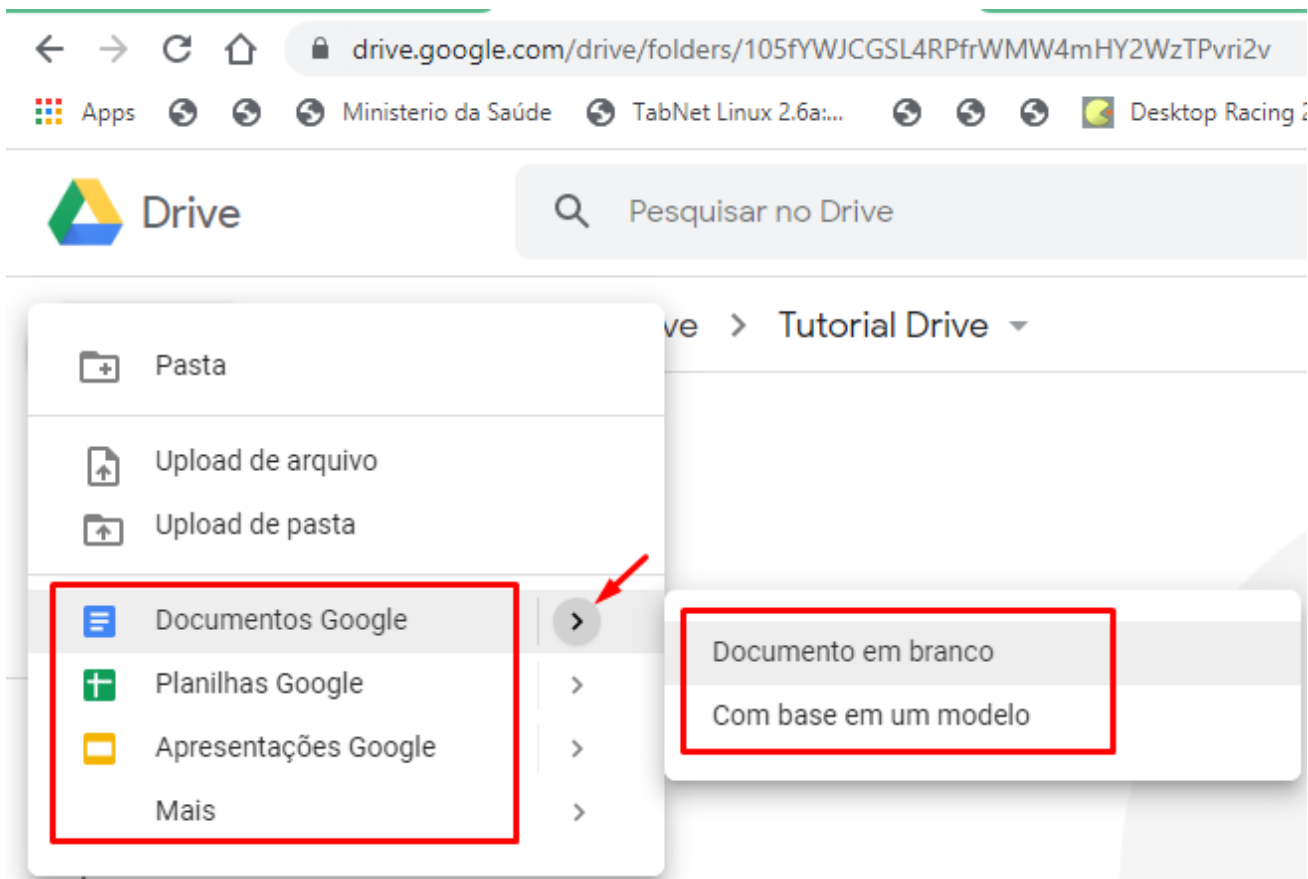 drive.google.com/drive/folders/105fYWJCGSL4RPfrWMW4mHY2WzTPvri2v
Apps Ministerio da Saúde TabNet Linux 2.6a:... Desktop Racing 2
Drive Pesquisar no Drive
ve > Tutorial Drive
Pasta
Upload de arquivo
Upload de pasta
Documentos Google
Planilhas Google
Apresentações Google
Mais
Documento em branco
Com base em um modelo